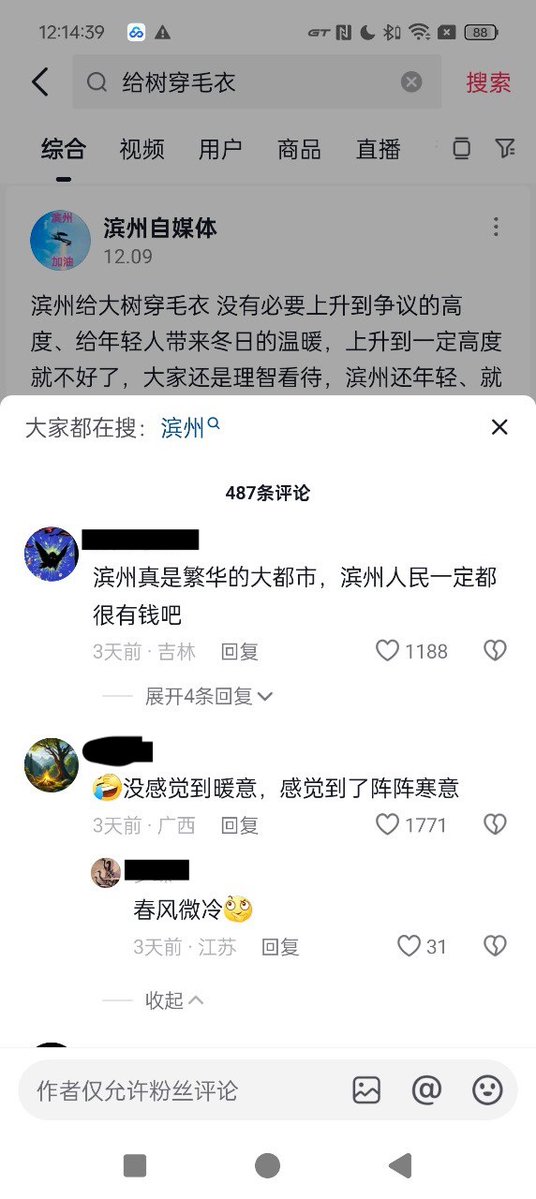 12:14:39
GT
88
给树穿毛衣
搜索
综合 视频 用户 商品 直播
滨州
加油
滨州自媒体
12.09
滨州给大树穿毛衣 没有必要上升到争议的高
度、给年轻人带来冬日的温暖，上升到一定高度
就不好了，大家还是理智看待，滨州还年轻、就
大家都在搜：滨州
487条评论
滨州真是繁华的大都市，滨州人民一定都
很有钱吧
3天前 · 吉林 回复 1188
展开4条回复
🤣没感觉到暖意，感觉到了阵阵寒意
3天前 · 广西 回复 1771
春风微冷🙄
3天前 · 江苏 回复 31
收起
作者仅允许粉丝评论 @